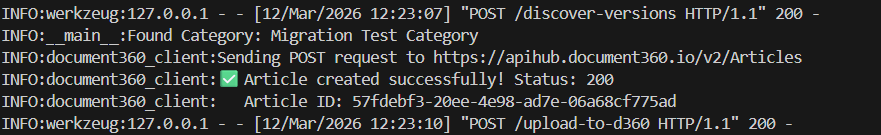 INFO:werkzeug:127.0.0.1 - - [12/Mar/2026 12:23:07] "POST /discover-versions HTTP/1.1" 200 -
INFO:__main__:Found Category: Migration Test Category
INFO:document360_client:Sending POST request to https://apihub.document360.io/v2/Articles
INFO:document360_client:✅ Article created successfully! Status: 200
INFO:document360_client:   Article ID: 57fdebf3-20ee-4e98-ad7e-06a68cf775ad
INFO:werkzeug:127.0.0.1 - - [12/Mar/2026 12:23:10] "POST /upload-to-d360 HTTP/1.1" 200 -